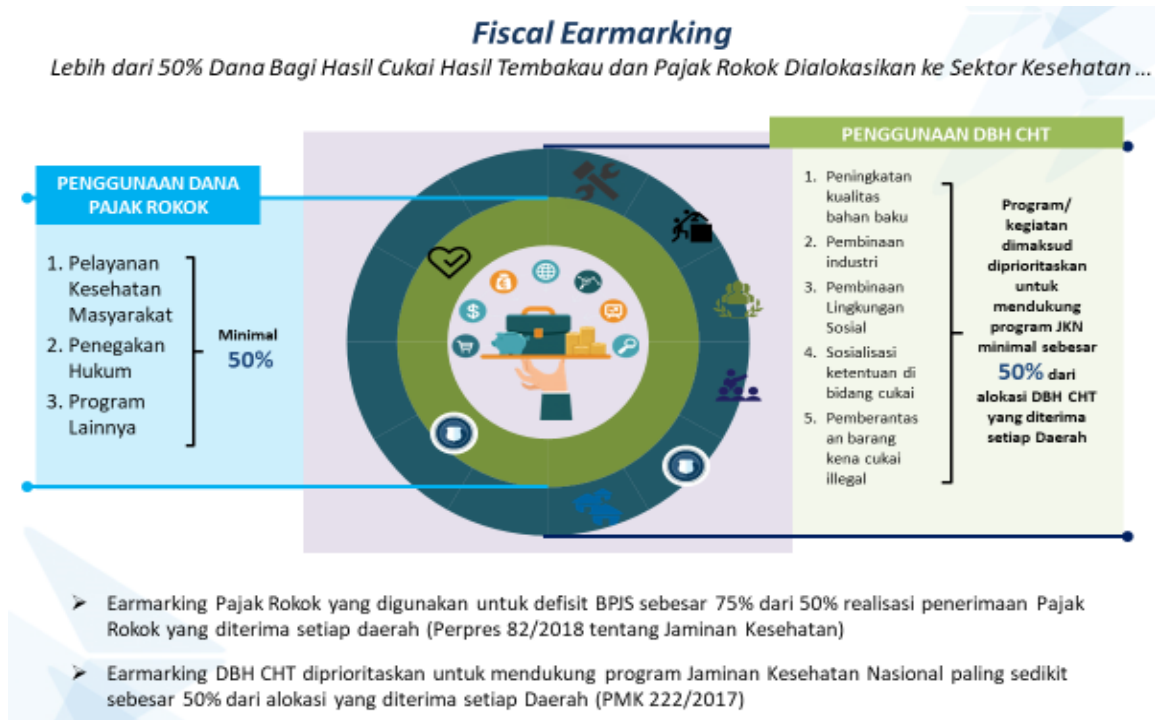 Fiscal Earmarking
Lebih dari 50% Dana Bagi Hasil Cukai Hasil Tembakau dan Pajak Rokok Dialokasikan ke Sektor Kesehatan ...
PENGGUNAAN DANA
PAJAK ROKOK
1. Pelayanan
Kesehatan
Masyarakat
2. Penegakan
Hukum
3. Program
Lainnya
Minimal
50%
PENGGUNAAN DBH CHT
1. Peningkatan
kualitas
bahan baku
2. Pembinaan
industri
3. Pembinaan
Lingkungan
Sosial
4. Sosialisasi
ketentuan di
bidang cukai
5. Pemberantas
an barang
kena cukai
illegal
Program/
kegiatan
dimaksud
diprioritaskan
untuk
mendukung
program JKN
minimal sebesar
50% dari
alokasi DBH CHT
yang diterima
setiap Daerah
➤ Earmarking Pajak Rokok yang digunakan untuk defisit BPJS sebesar 75% dari 50% realisasi penerimaan Pajak
Rokok yang diterima setiap daerah (Perpres 82/2018 tentang Jaminan Kesehatan)
➤ Earmarking DBH CHT diprioritaskan untuk mendukung program Jaminan Kesehatan Nasional paling sedikit
sebesar 50% dari alokasi yang diterima setiap Daerah (PMK 222/2017)